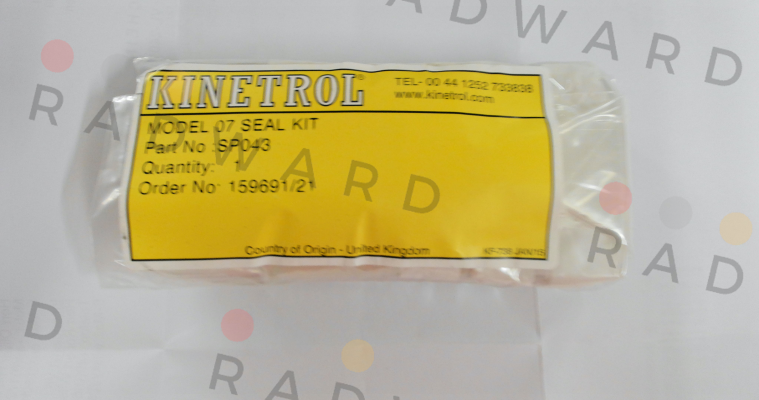 RADWARD
KINETROL®
TEL- 00 44 1252 733838
www.kinetrol.com
MODEL 07 SEAL KIT
Part No :SP043
Quantity: 1
Order No: 159691/21
Country of Origin - United Kingdom
RADWARD
RAD
D
RAD